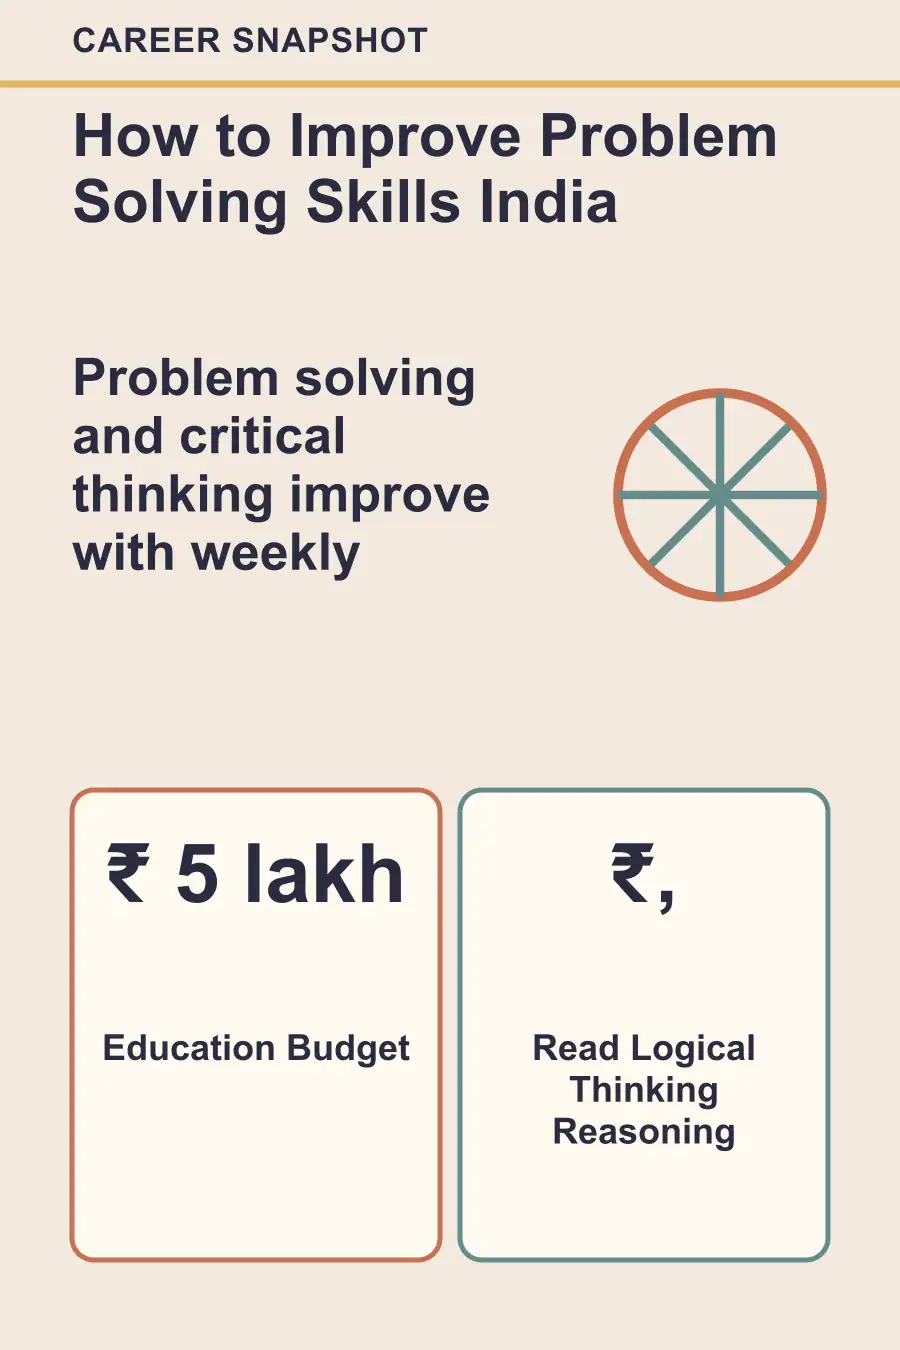 CAREER SNAPSHOT
How to Improve Problem
Solving Skills India
Problem solving
and critical
thinking improve
with weekly
₹ 5 lakh
Education Budget
₹,
Read Logical
Thinking
Reasoning